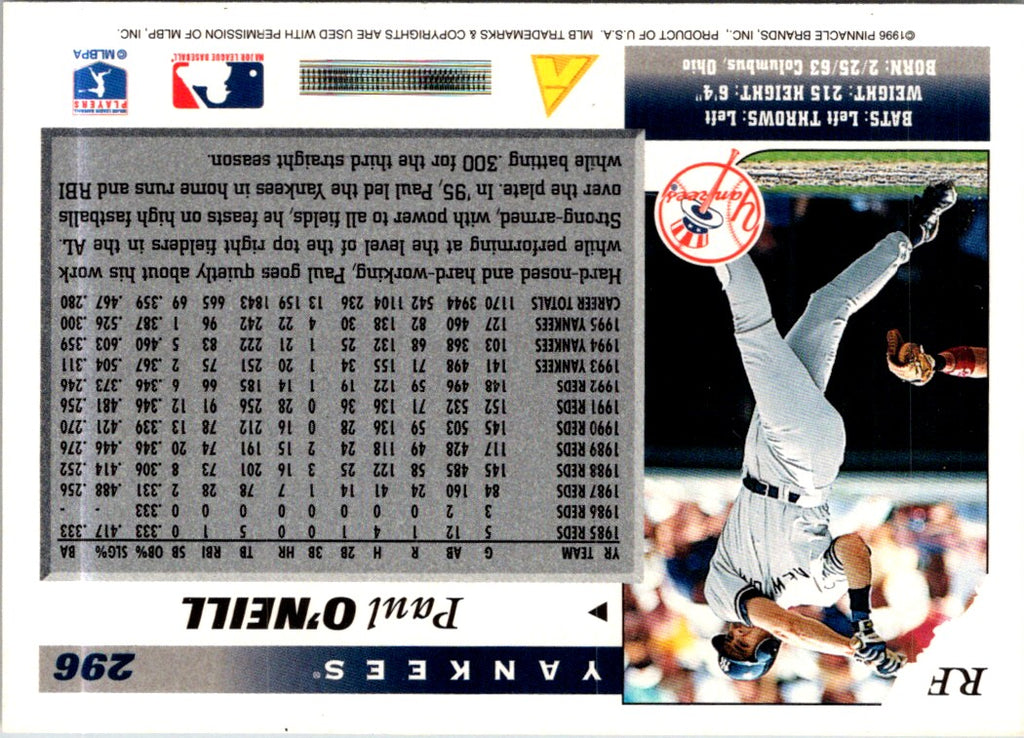 RF
YANKEES® 296
Paul O'NEILL
NEW YORK
YR TEAM G AB R H 2B 3B HR TB RBI SB OB% SLG% BA
1985 REDS 5 12 1 4 1 0 0 5 1 0 .333 .417 .333
1986 REDS 3 2 0 0 0 0 0 0 0 0 .333 - -
1987 REDS 84 160 24 41 14 1 7 78 28 2 .331 .488 .256
1988 REDS 145 485 58 122 25 3 16 201 73 8 .306 .414 .252
1989 REDS 117 428 49 118 24 2 15 191 74 20 .346 .446 .276
1990 REDS 145 503 59 136 28 0 16 212 78 13 .339 .421 .270
1991 REDS 152 532 71 136 36 0 28 256 91 12 .346 .481 .256
1992 REDS 148 496 59 122 19 1 14 185 66 6 .346 .373 .246
1993 YANKEES 141 498 71 155 34 1 20 251 75 2 .367 .504 .311
1994 YANKEES 103 368 68 132 25 1 21 222 83 5 .460 .603 .359
1995 YANKEES 127 460 82 138 30 4 22 242 96 1 .387 .526 .300
CAREER TOTALS 1170 3944 542 1104 236 13 159 1843 665 69 .359 .467 .280
Hard-nosed and hard-working, Paul goes quietly about his work
while performing at the level of the top right fielders in the AL.
Strong-armed, with power to all fields, he feasts on high fastballs
over the plate. In '95, Paul led the Yankees in home runs and RBI
while batting .300 for the third straight season.
Yankees
BATS: Left THROWS: Left
WEIGHT: 215 HEIGHT: 6'4"
BORN: 2/25/63 Columbus, Ohio
MAJOR LEAGUE BASEBALL
MAJOR LEAGUE BASEBALL
PLAYERS
©MLBPA
©1996 PINNACLE BRANDS, INC., PRODUCT OF U.S.A. MLB TRADEMARKS & COPYRIGHTS ARE USED WITH PERMISSION OF MLBP, INC.